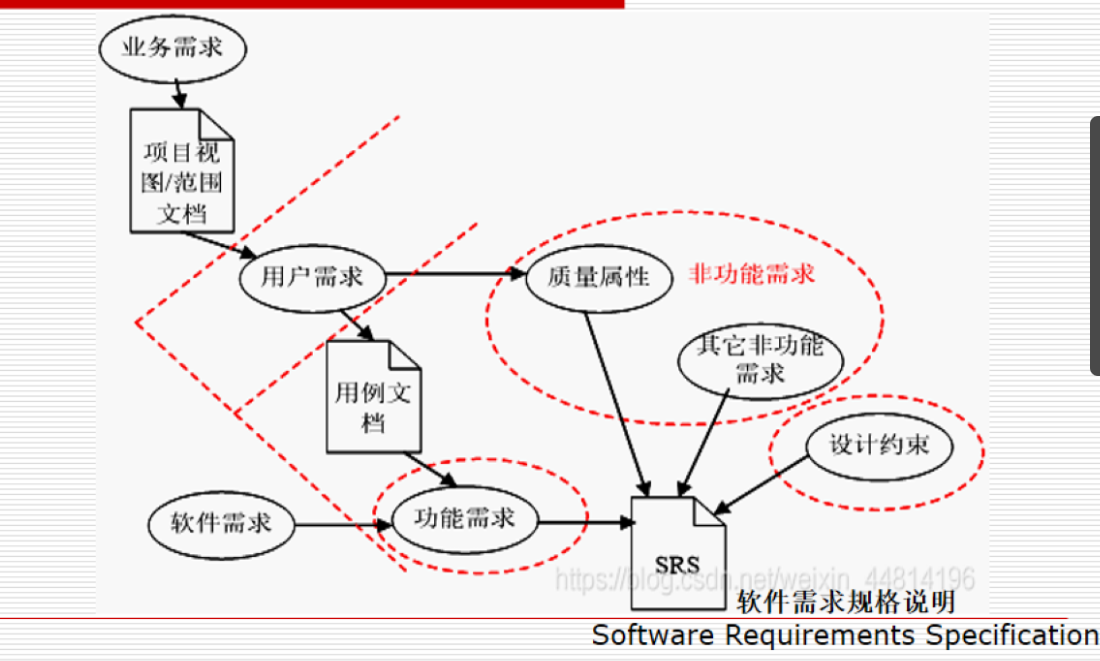 业务需求
项目视
图/范围
文档
用户需求
质量属性
非功能需求
其它非功能
需求
用例文
档
设计约束
软件需求
功能需求
SRS
https://blog.csdn.net/weixin_44814196
软件需求规格说明
Software Requirements Specification